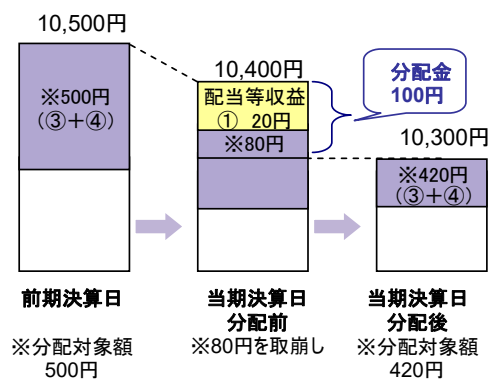 10,500円
※500円
(③+④)
前期決算日
※分配対象額
500円
10,400円
配当等収益
① 20円
※80円
当期決算日
分配前
※80円を取崩し
分配金
100円
10,300円
※420円
(③+④)
当期決算日
分配後
※分配対象額
420円